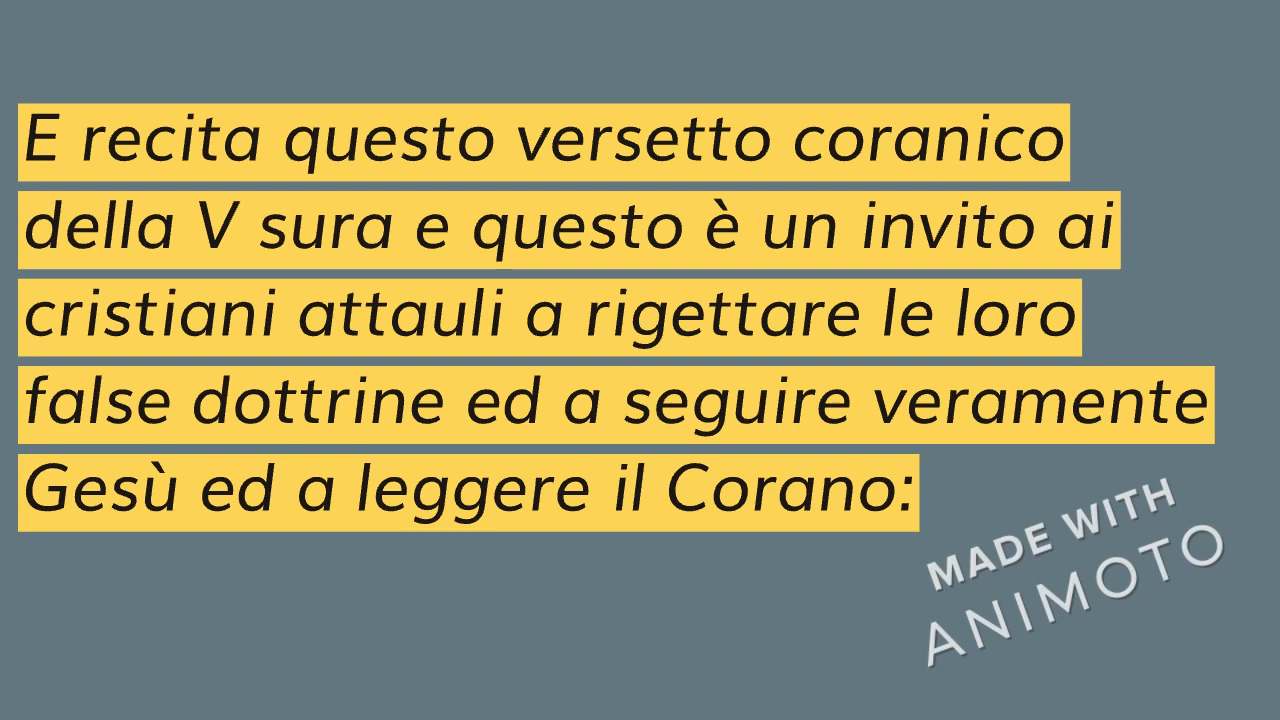 E recita questo versetto coranico
della V sura e questo è un invito ai
cristiani attauli a rigettare le loro
false dottrine ed a seguire veramente
Gesù ed a leggere il Corano:
MADE WITH
ANIMOTO